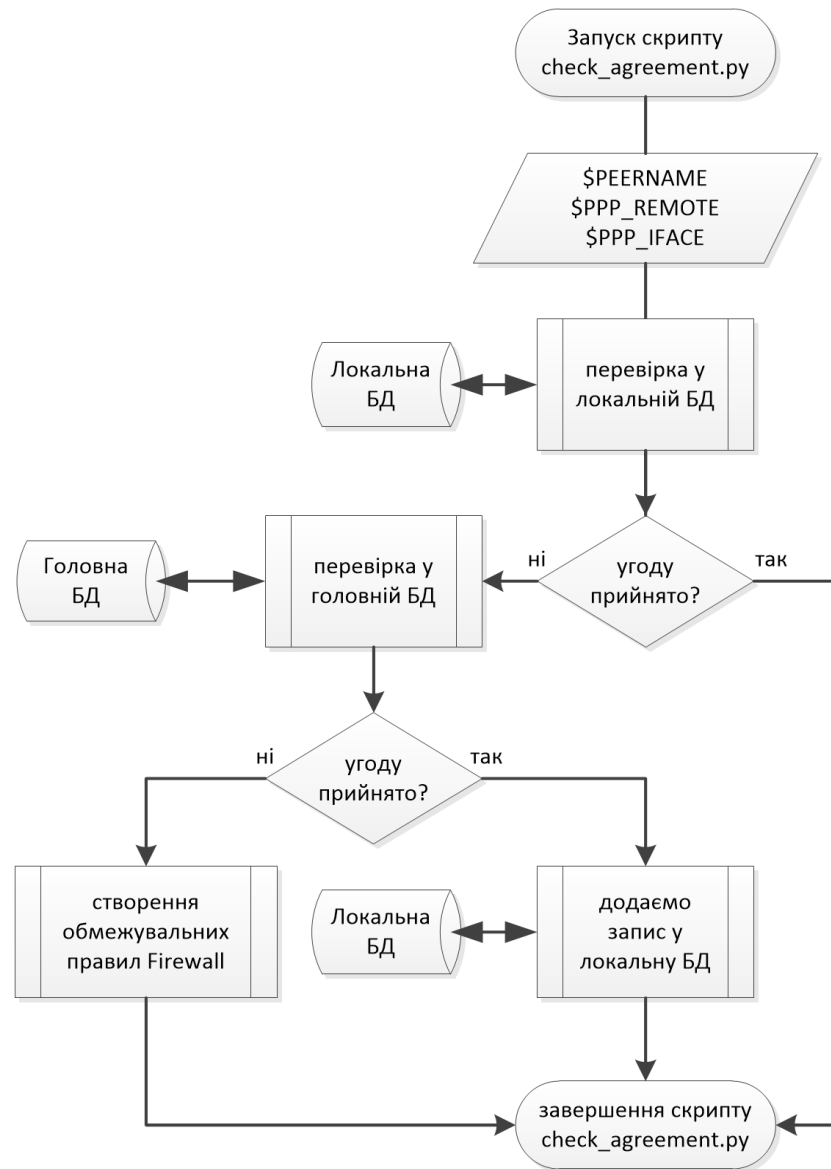 Запуск скрипту
check_agreement.py
$PEERNAME
$PPP_REMOTE
$PPP_IFACE
Локальна
БД
перевірка у
локальній БД
Головна
БД
перевірка у
головній БД
ні
угоду
прийнято?
так
ні
угоду
прийнято?
так
створення
обмежувальних
правил Firewall
Локальна
БД
додаємо
запис у
локальну БД
завершення скрипту
check_agreement.py